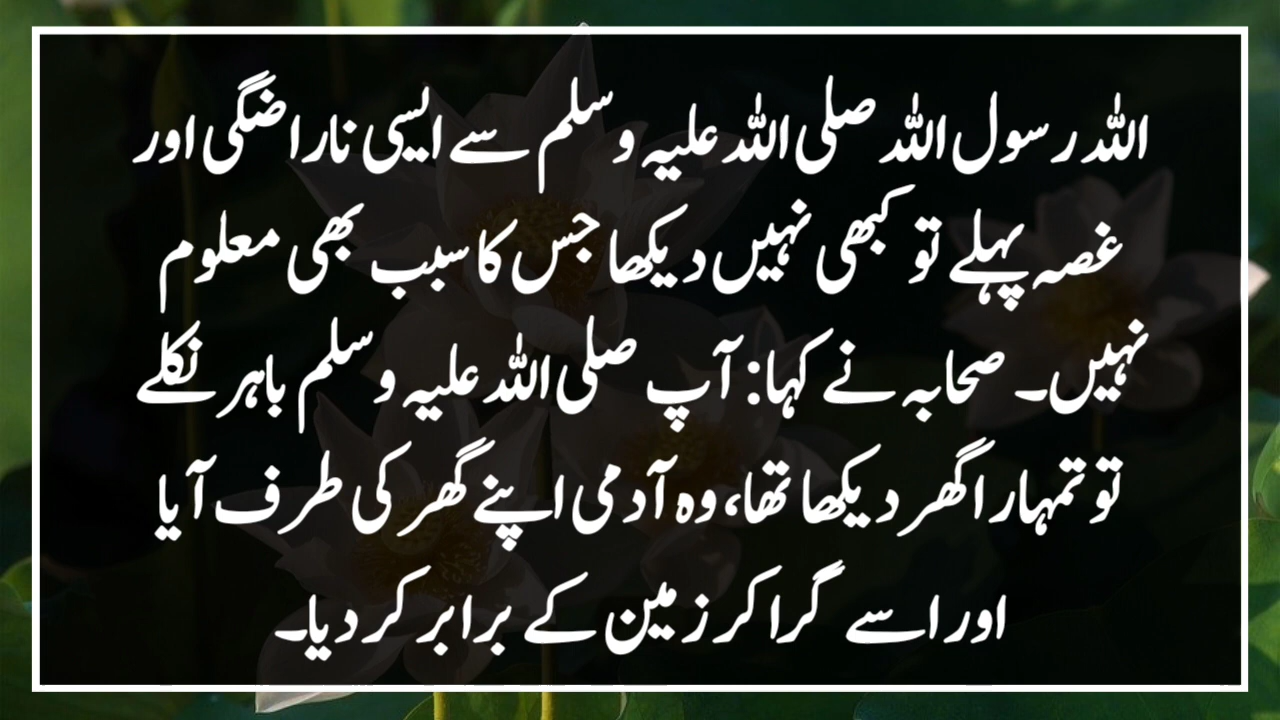 اللہ رسول اللہ صلی اللہ علیہ وسلم سے ایسی ناراضگی اور
غصہ پہلے تو کبھی نہیں دیکھا جس کا سبب بھی معلوم
نہیں۔ صحابہ نے کہا: آپ صلی اللہ علیہ وسلم باہر نکلے
تو تمہارا گھر دیکھا تھا، وہ آدمی اپنے گھر کی طرف آیا
اور اسے گرا کر زمین کے برابر کر دیا۔